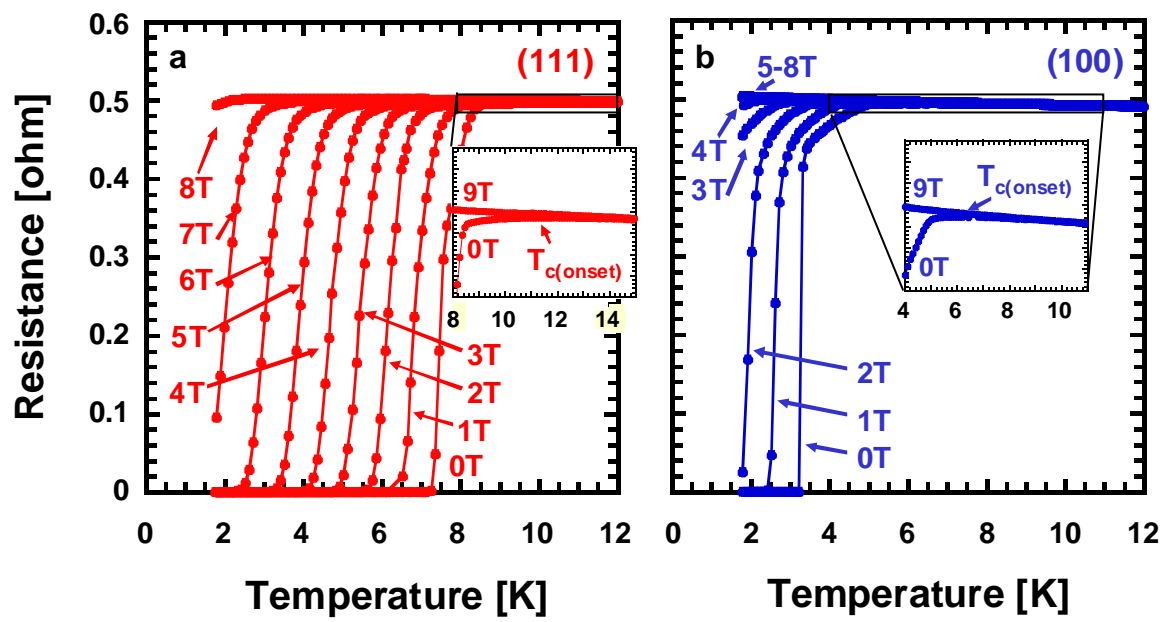 a
(111)
0.6
0.5
0.4
0.3
0.2
0.1
0
Resistance [ohm]
8T
7T
6T
5T
4T
3T
2T
1T
0T
9T
0T
Tc(onset)
8
10
12
14
0
2
4
6
8
10
12
Temperature [K]
b
5-8T
(100)
4T
3T
2T
1T
0T
9T
Tc(onset)
0T
4
6
8
10
0
2
4
6
8
10
12
Temperature [K]